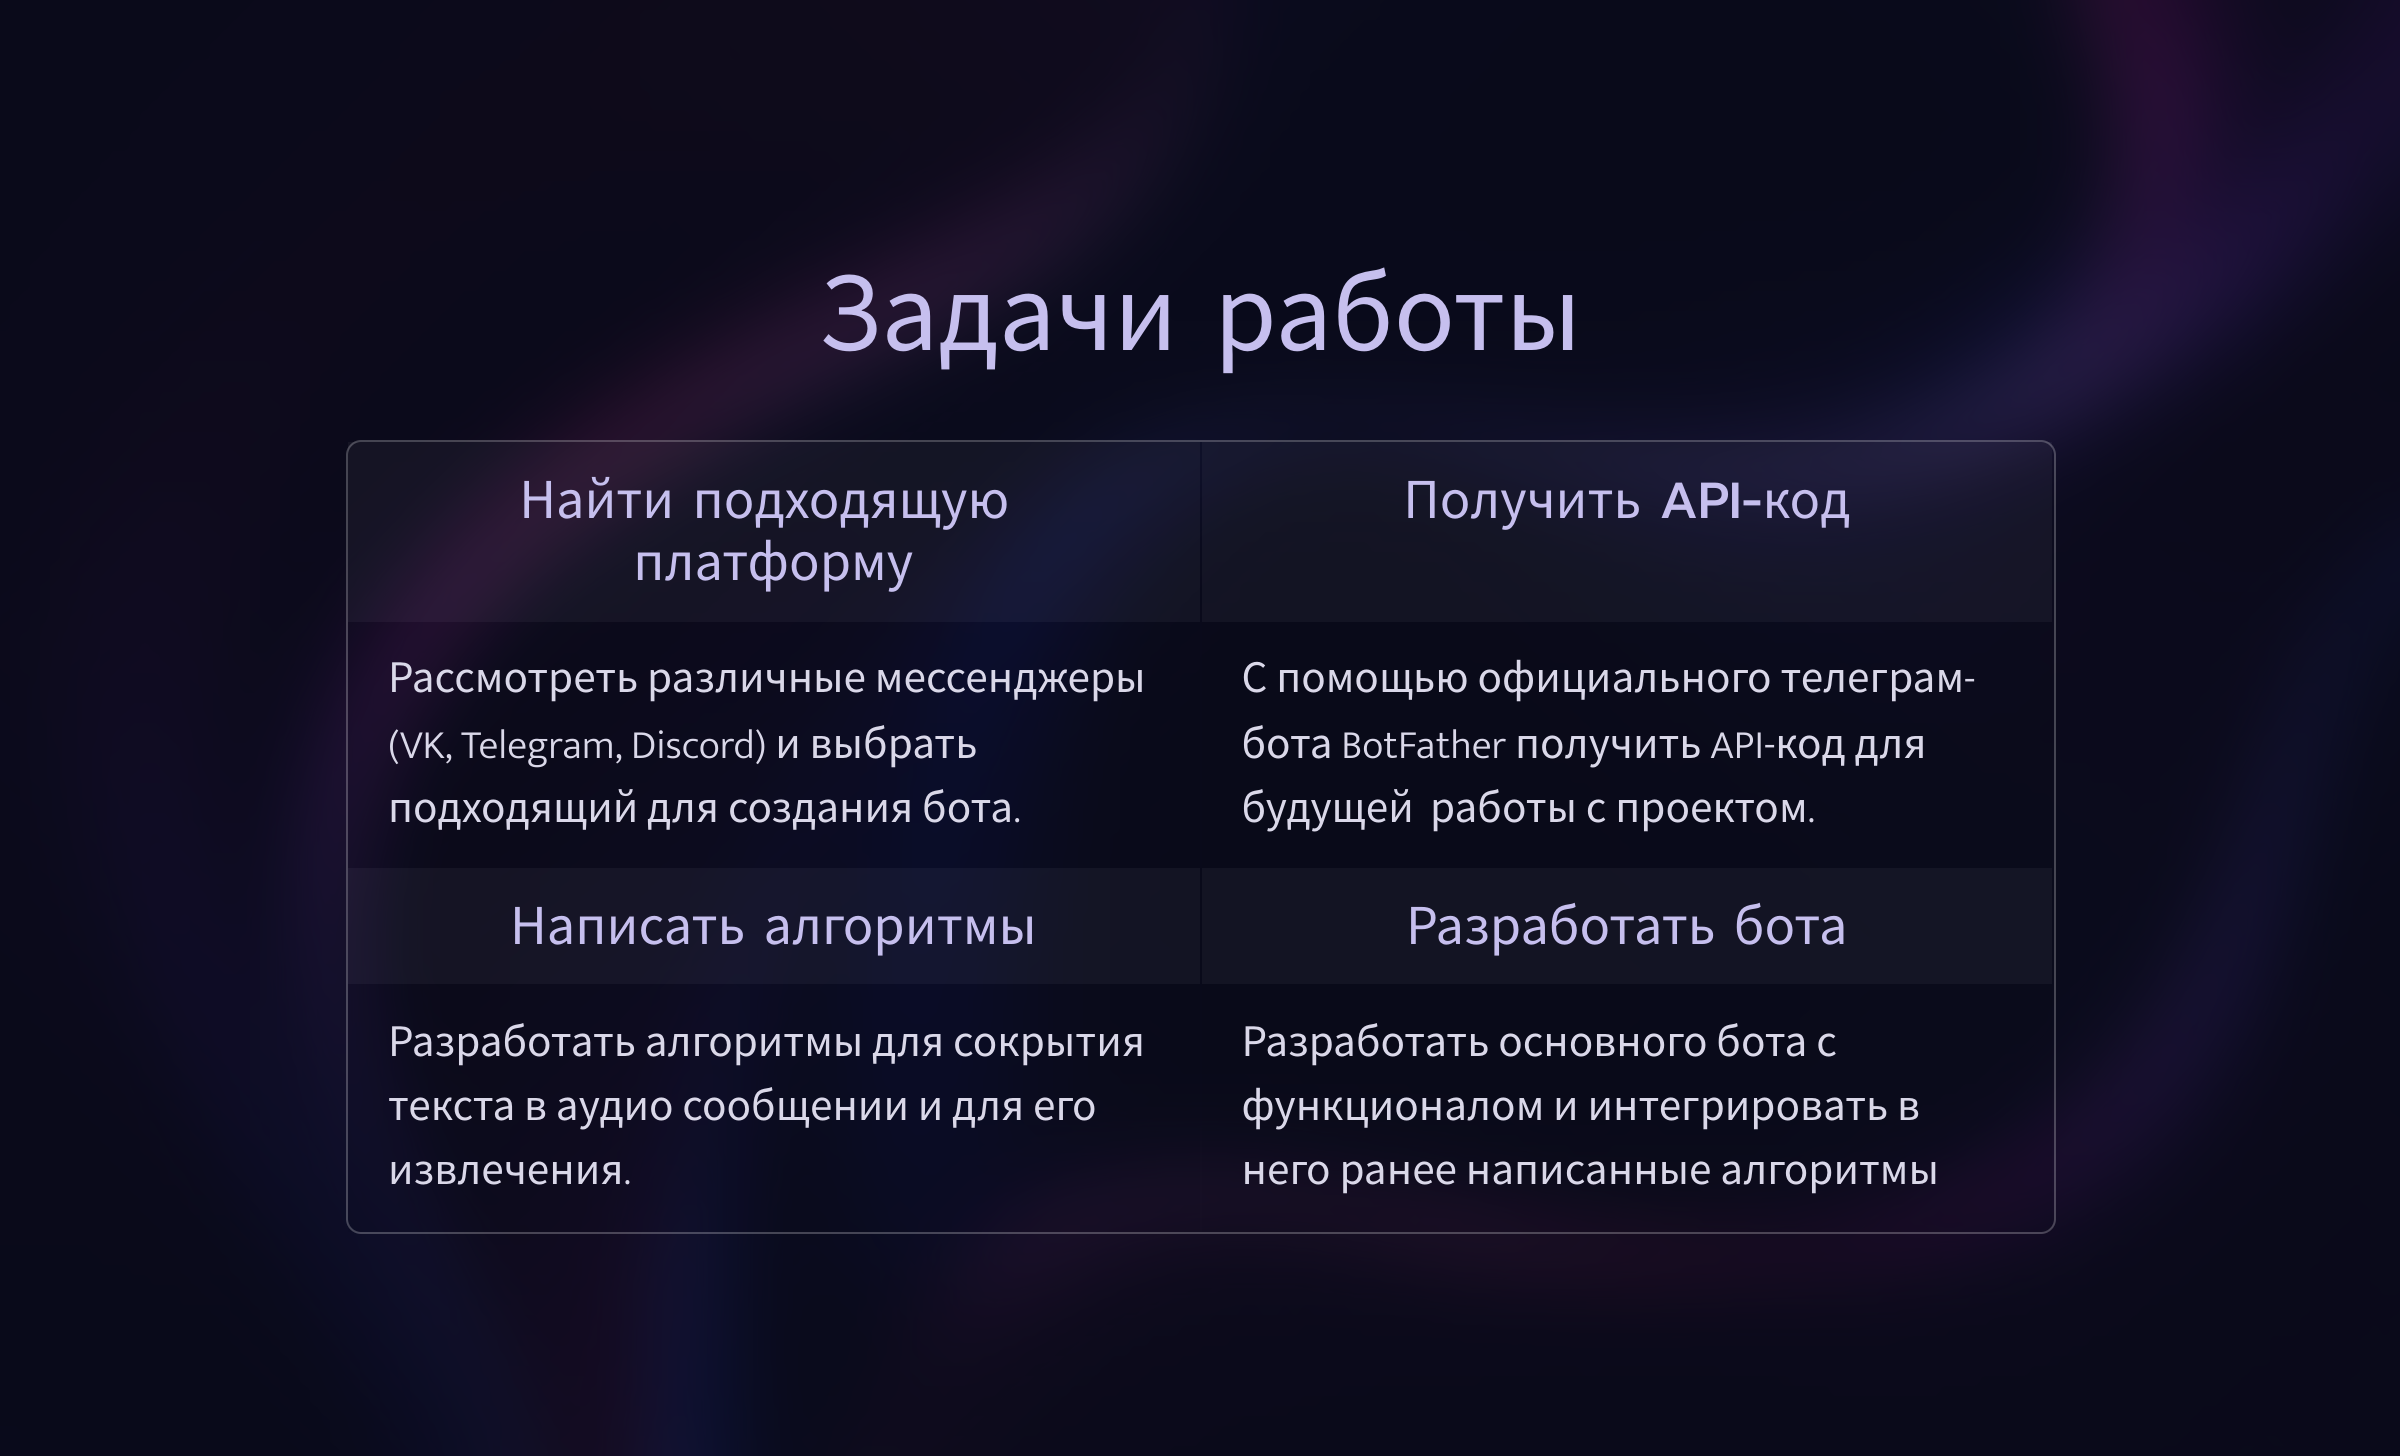 Задачи работы
Найти подходящую
платформу
Рассмотреть различные мессенджеры
(VK, Telegram, Discord) и выбрать
подходящий для создания бота.
Получить API-код
С помощью официального телеграм-
бота BotFather получить API-код для
будущей  работы с проектом.
Написать алгоритмы
Разработать алгоритмы для сокрытия
текста в аудио сообщении и для его
извлечения.
Разработать бота
Разработать основного бота с
функционалом и интегрировать в
него ранее написанные алгоритмы